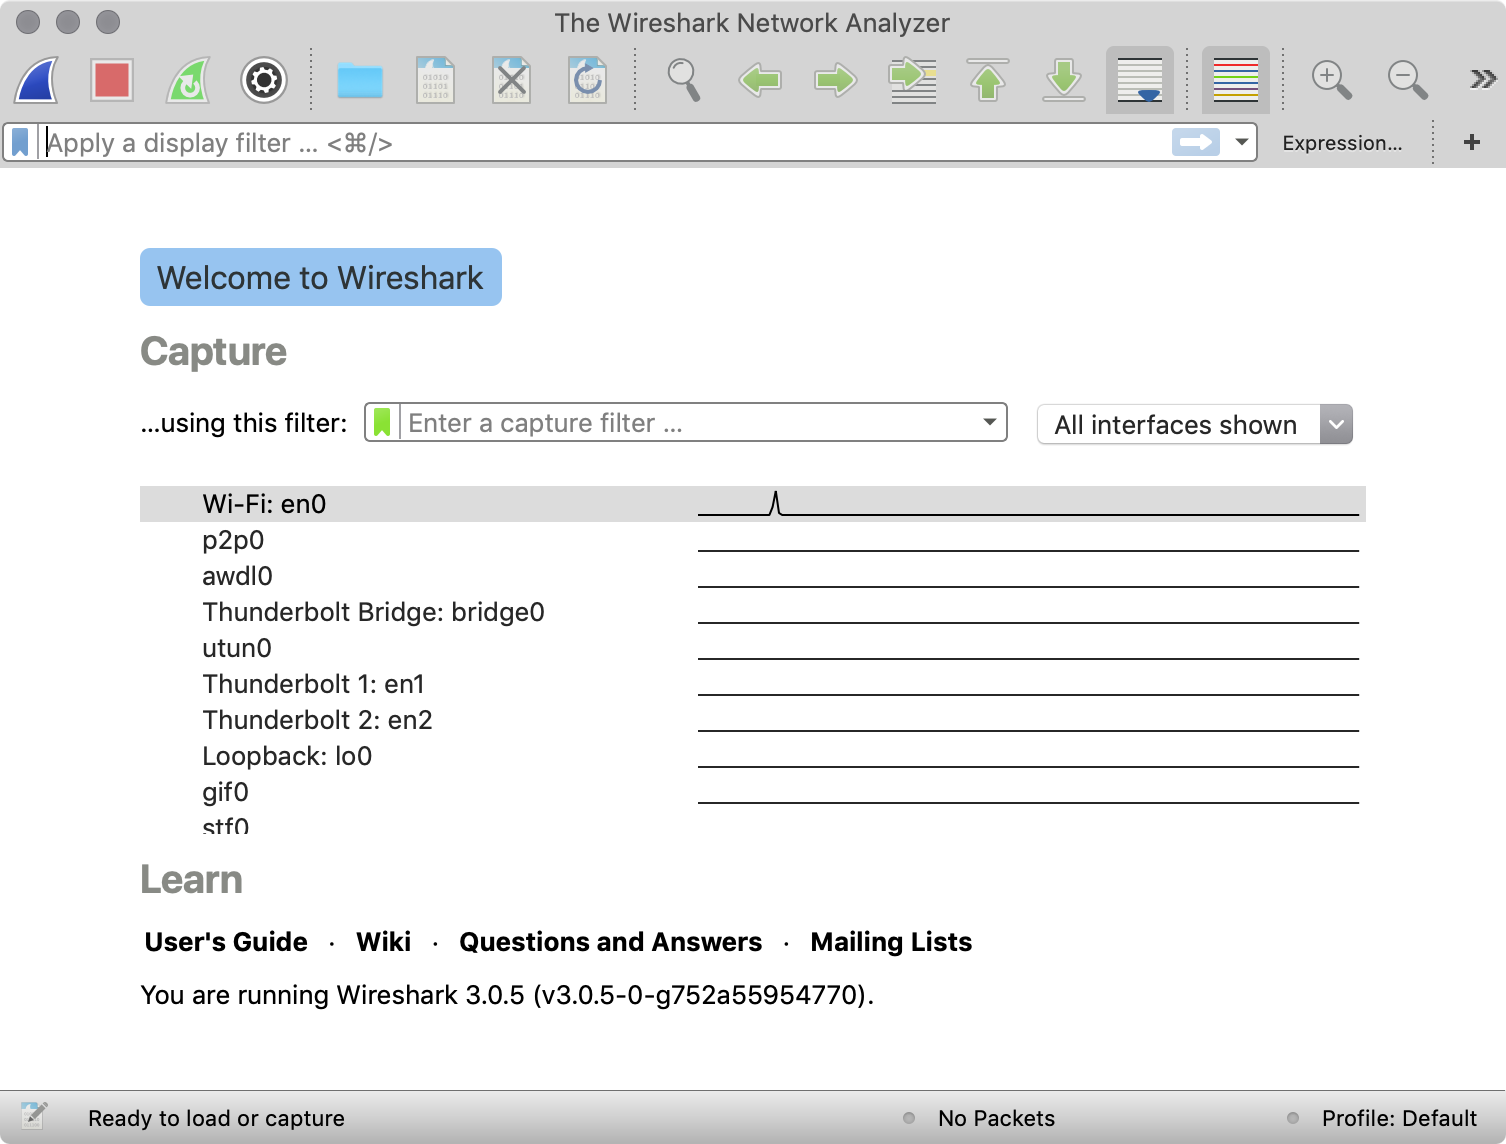 The Wireshark Network Analyzer
Apply a display filter ... <⌘/>
Expression...
+
Welcome to Wireshark
Capture
...using this filter:
Enter a capture filter ...
All interfaces shown
Wi-Fi: en0
p2p0
awdl0
Thunderbolt Bridge: bridge0
utun0
Thunderbolt 1: en1
Thunderbolt 2: en2
Loopback: lo0
gif0
stf0
Learn
User's Guide · Wiki · Questions and Answers · Mailing Lists
You are running Wireshark 3.0.5 (v3.0.5-0-g752a55954770).
Ready to load or capture
No Packets
Profile: Default